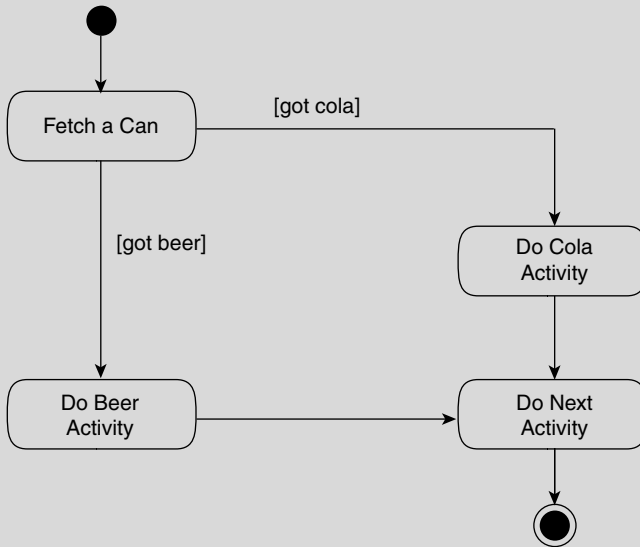 [got cola]
Fetch a Can
[got beer]
Do Cola
Activity
Do Beer
Activity
Do Next
Activity